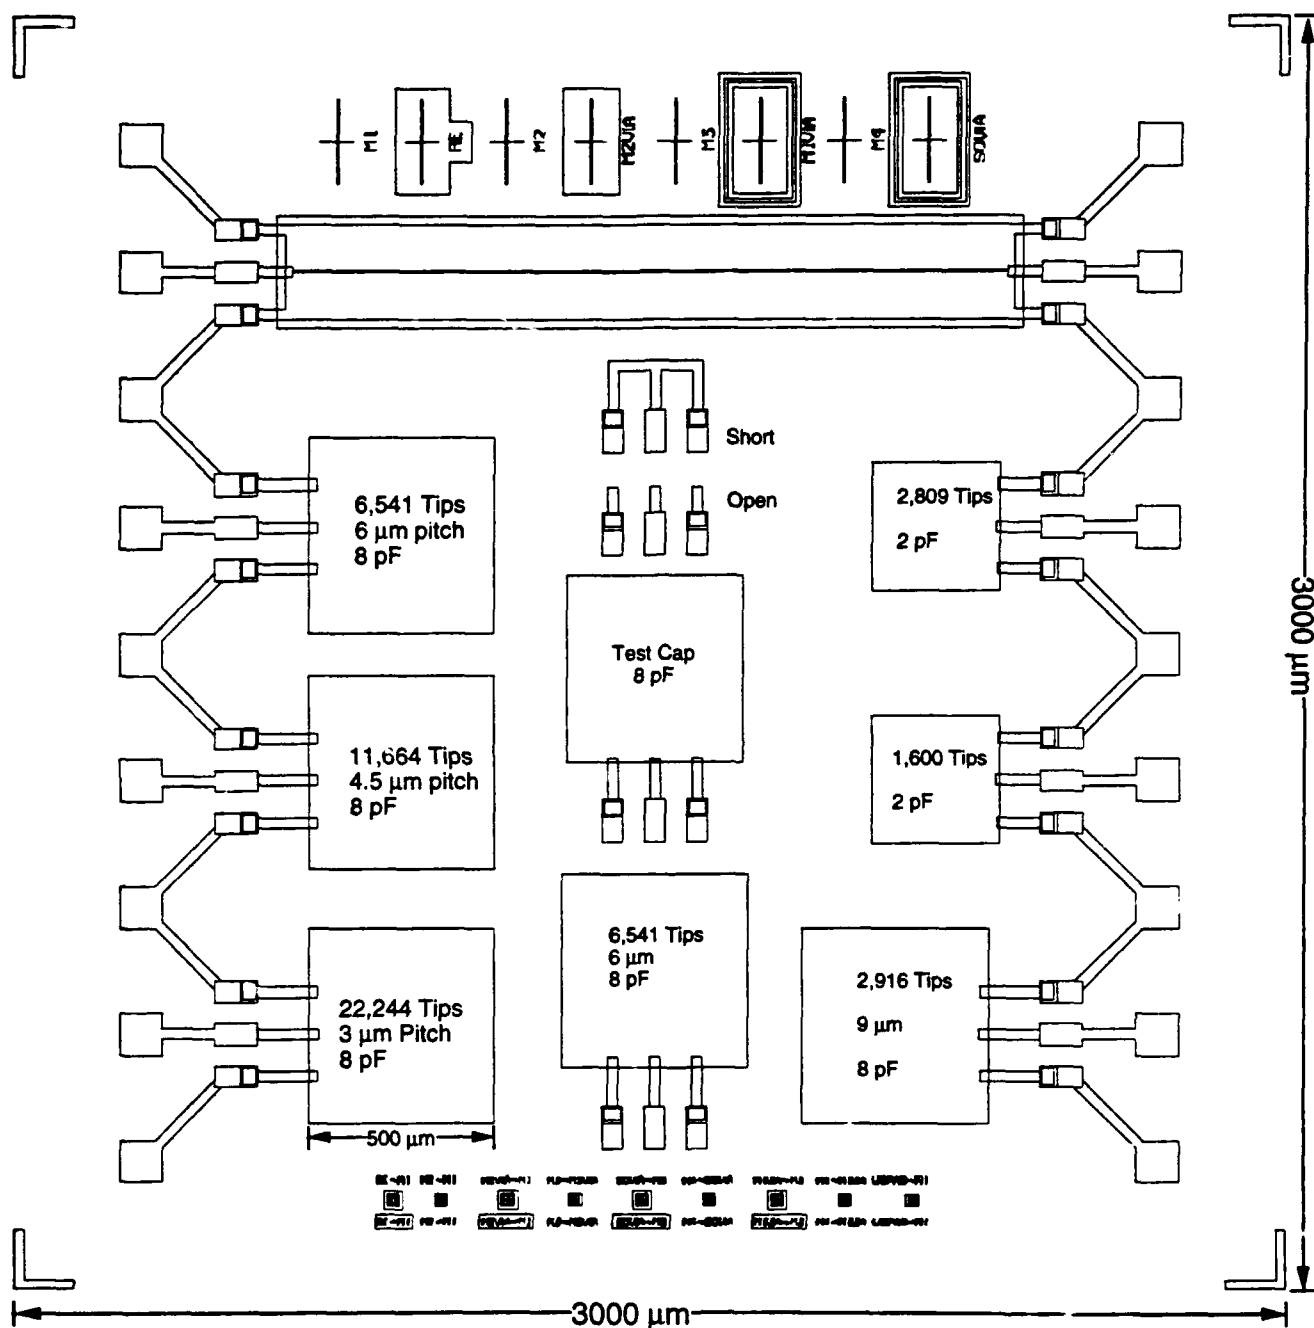 M1
AE
M2
M2VIA
M3
M4
Short
Open
6,541 Tips
6 µm pitch
8 pF
2,809 Tips
2 pF
3000 µm
Test Cap
8 pF
11,664 Tips
4.5 µm pitch
8 pF
1,600 Tips
2 pF
6,541 Tips
6 µm
8 pF
22,244 Tips
3 µm Pitch
8 pF
2,916 Tips
9 µm
8 pF
500 µm
3000 µm